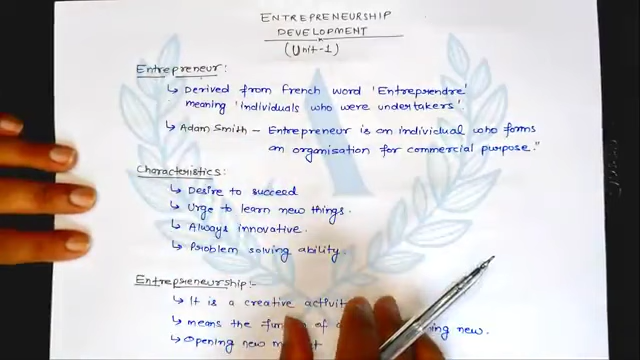 ENTREPRENEURSHIP
DEVELOPMENT
(Unit-1)
Entrepreneur:
↳ Derived from French word 'Entreprendre'
meaning 'individuals who were undertakers'.
↳ Adam Smith - Entrepreneur is an individual who forms
an organisation for commercial purpose."
Characteristics:
↳ Desire to succeed
↳ Urge to learn new things.
↳ Always innovative.
↳ Problem solving ability.
Entrepreneurship:-
↳ It is a creative
↳ means the of new.
↳ Opening new